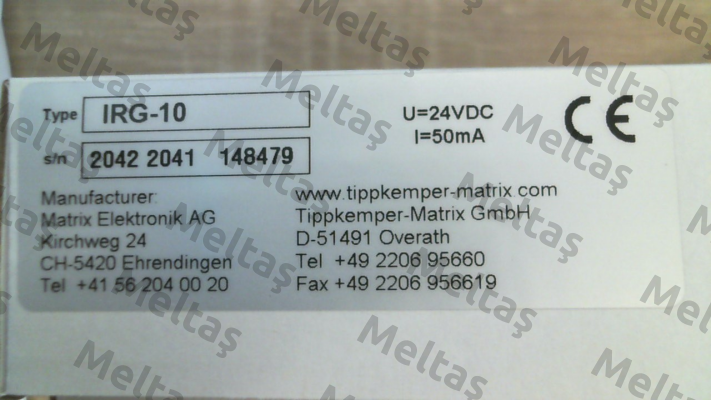 Type IRG-10
U=24VDC
I=50mA
CE
s/n 2042 2041 148479
Manufacturer:
Matrix Elektronik AG
Kirchweg 24
CH-5420 Ehrendingen
Tel +41 56 204 00 20
www.tippkemper-matrix.com
Tippkemper-Matrix GmbH
D-51491 Overath
Tel +49 2206 95660
Fax +49 2206 956619
Meltaş